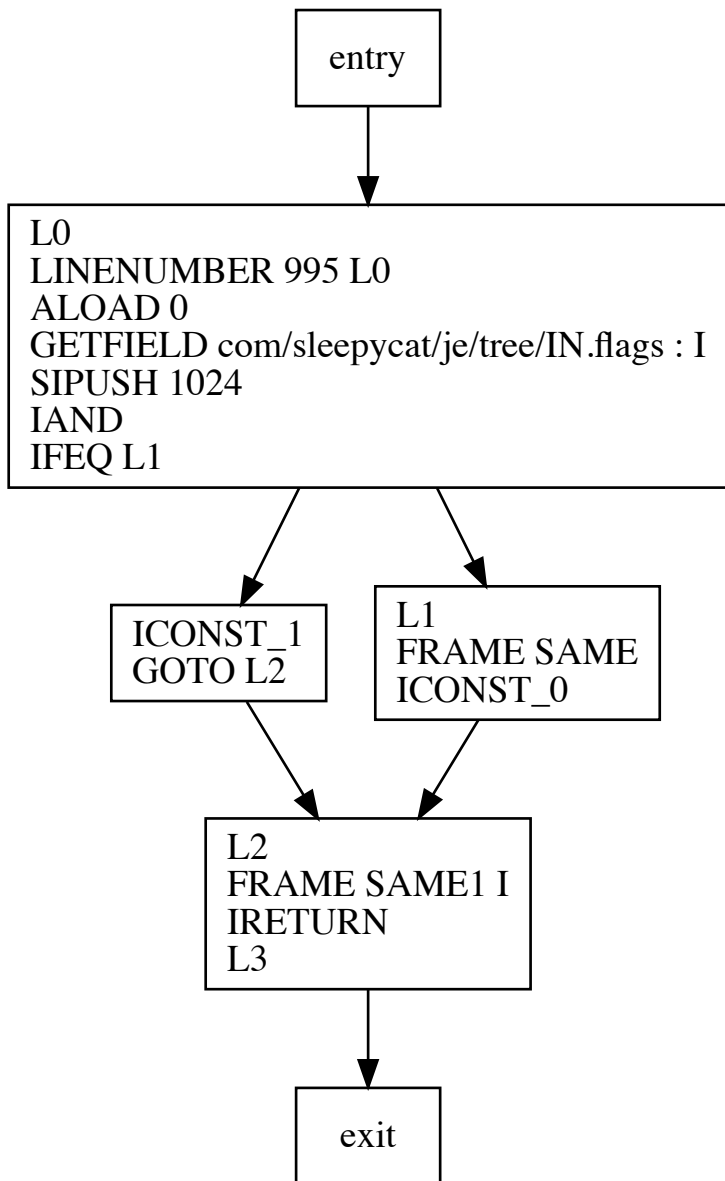 entry
L0
LINENUMBER 995 L0
ALOAD 0
GETFIELD com/sleepycat/je/tree/IN.flags : I
SIPUSH 1024
IAND
IFEQ L1
ICONST_1
GOTO L2
L1
FRAME SAME
ICONST_0
L2
FRAME SAME1 I
IRETURN
L3
exit